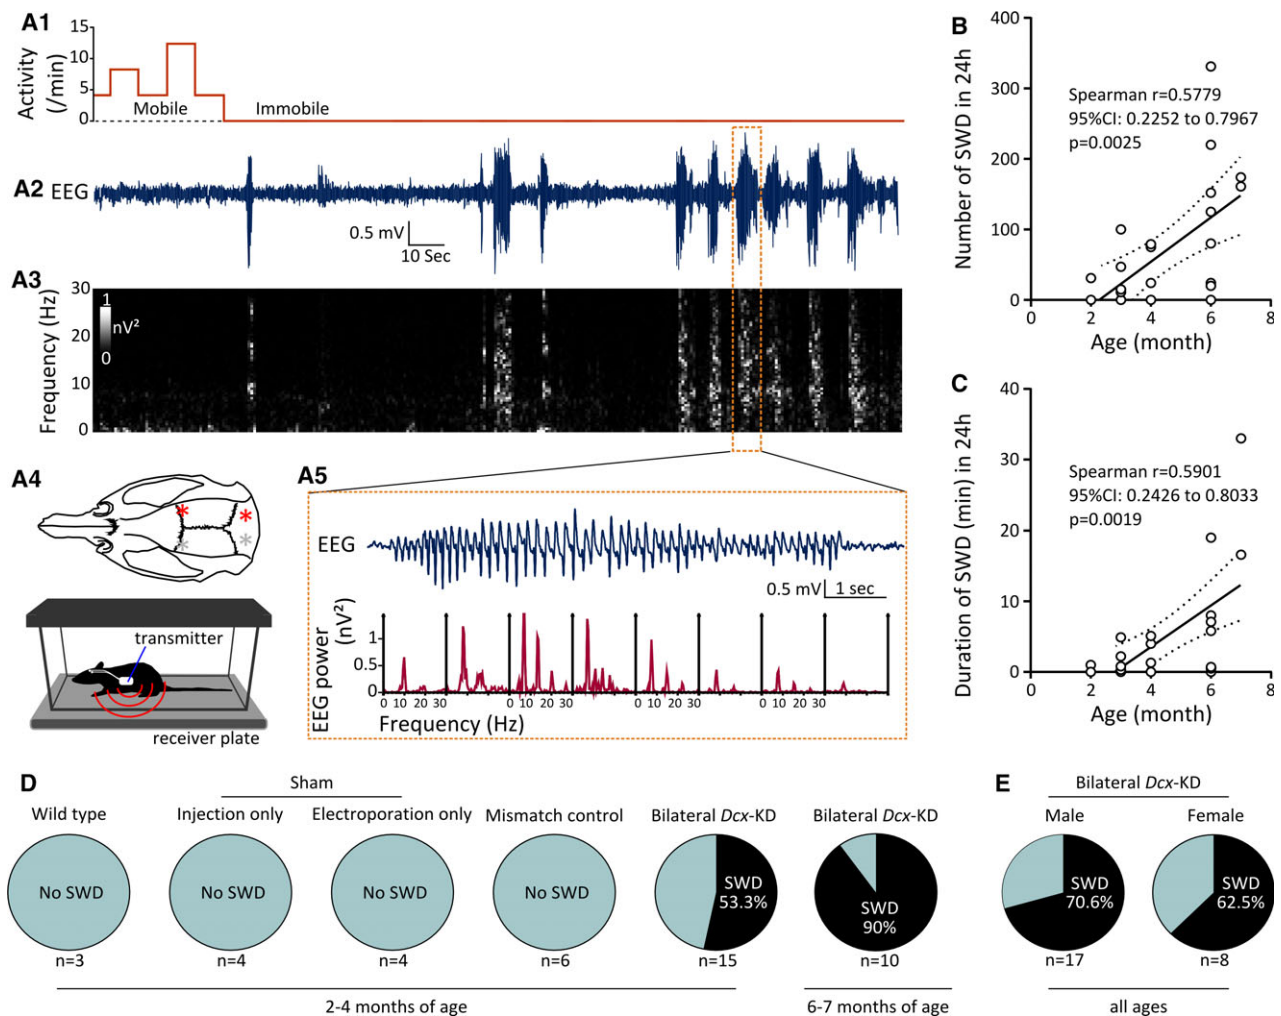 A1
Activity
(/min)
15
10
5
0
Mobile
Immobile
A2
EEG
0.5 mV
10 Sec
A3
Frequency (Hz)
30
20
10
0
1
nV²
0
A4
transmitter
receiver plate
A5
EEG
0.5 mV
1 sec
EEG power
(nV²)
1
0.5
0
0 10 20 30
0 10 20 30
0 10 20 30
0 10 20 30
Frequency (Hz)
B
Number of SWD in 24h
400
300
200
100
0
Spearman r=0.5779
95%CI: 0.2252 to 0.7967
p=0.0025
0 2 4 6 8
Age (month)
C
Duration of SWD (min) in 24h
40
30
20
10
0
Spearman r=0.5901
95%CI: 0.2426 to 0.8033
p=0.0019
0 2 4 6 8
Age (month)
D
Sham
Wild type
Injection only
Electroporation only
Mismatch control
Bilateral Dcx-KD
Bilateral Dcx-KD
No SWD
No SWD
No SWD
No SWD
SWD
53.3%
SWD
90%
n=3
n=4
n=4
n=6
n=15
n=10
2-4 months of age
6-7 months of age
E
Bilateral Dcx-KD
Male
Female
SWD
70.6%
SWD
62.5%
n=17
n=8
all ages